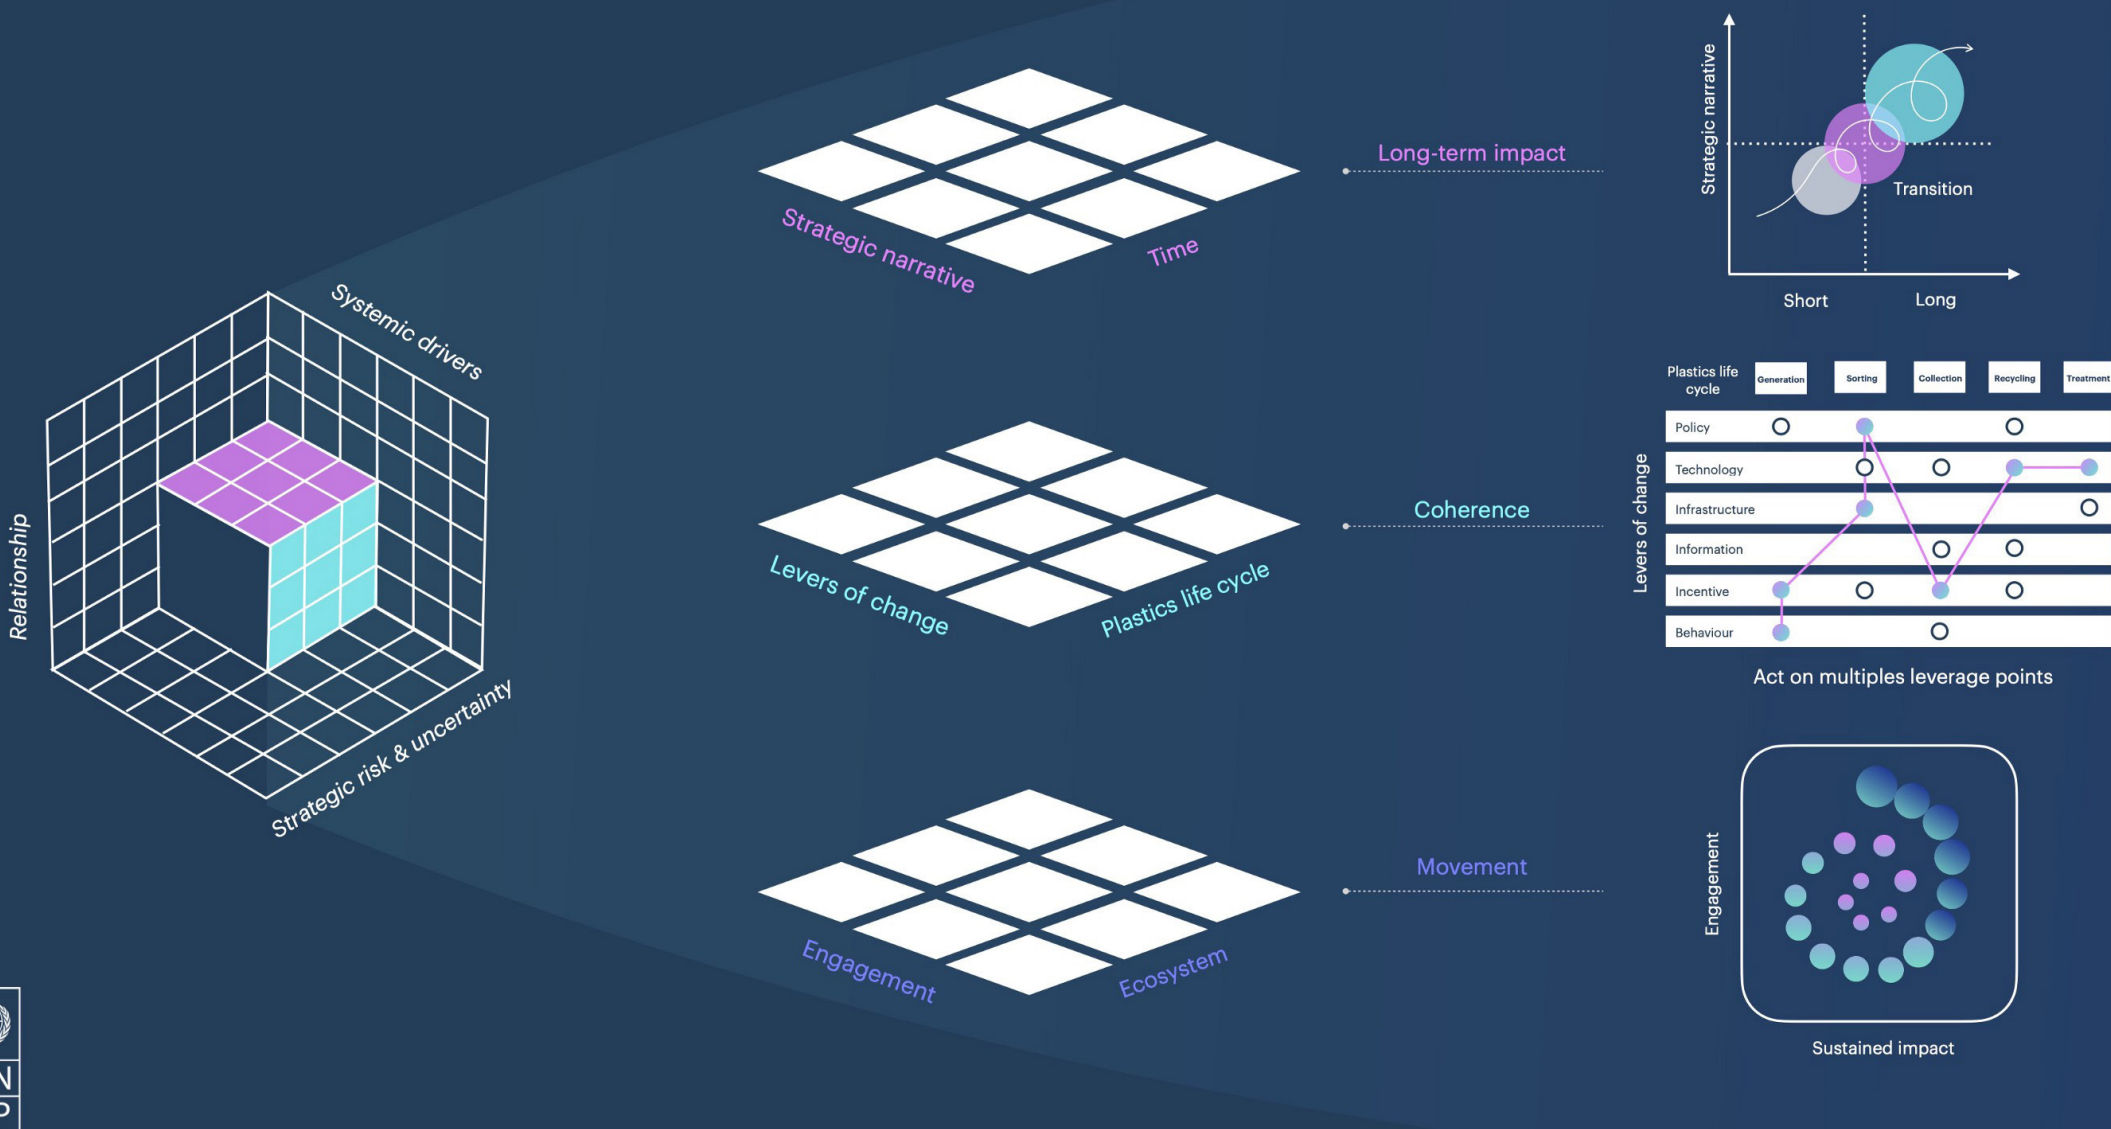 Systemic drivers
Relationship
Strategic risk & uncertainty
Strategic narrative
Time
Long-term impact
Strategic narrative
Transition
Short
Long
Levers of change
Plastics life cycle
Coherence
Plastics life
cycle
Generation
Sorting
Collection
Recycling
Treatment
Levers of change
Policy
Technology
Infrastructure
Information
Incentive
Behaviour
Act on multiples leverage points
Engagement
Ecosystem
Movement
Engagement
Sustained impact
N
P